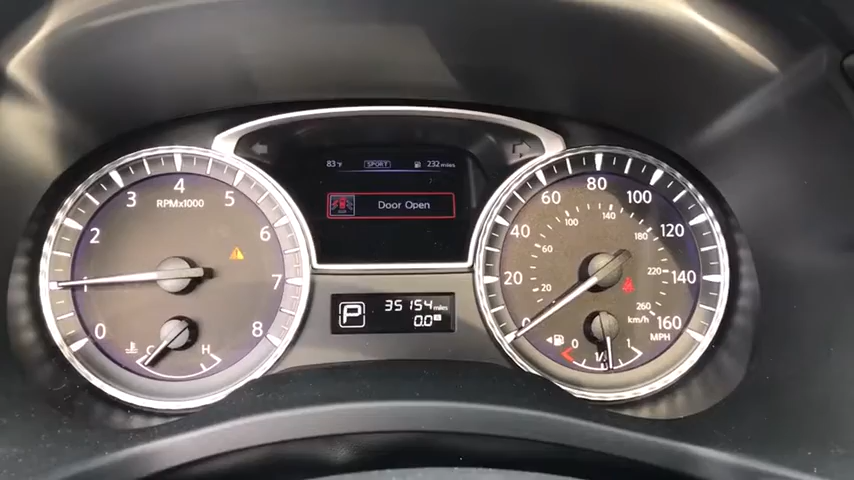 83°F SPORT 232 miles
Door Open
0 1 2 3 4 5 6 7 8
RPMx1000
C H
P
35154 miles
0.0
0 20 40 60 80 100 120 140 160
MPH
20 60 100 140 180 220 260
km/h
0 1/2 1